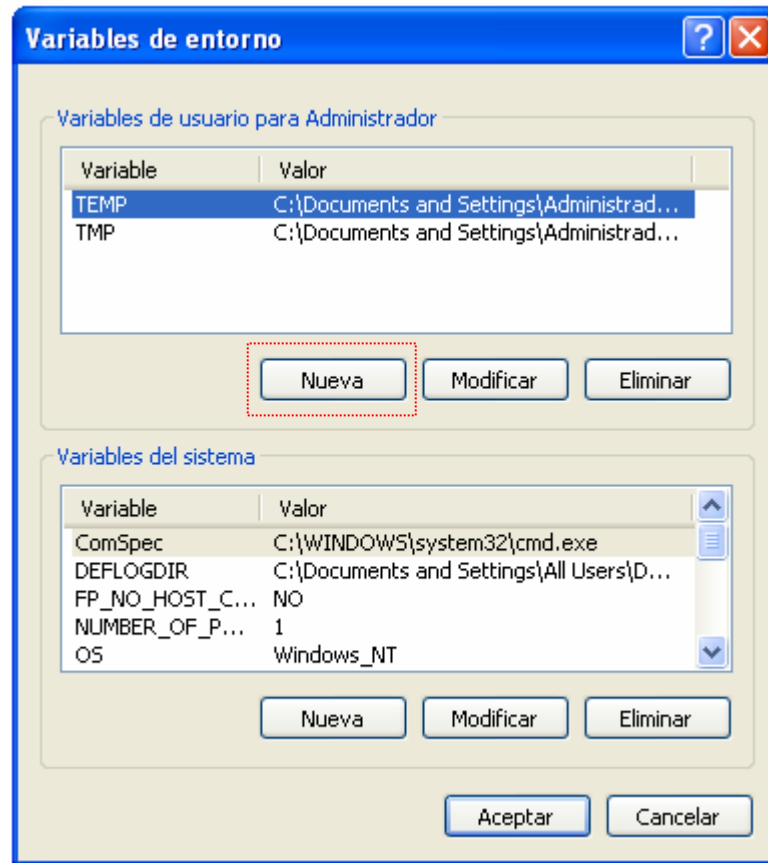 Variables de entorno
Variables de usuario para Administrador
Variable Valor
TEMP C:\Documents and Settings\Administrad...
TMP C:\Documents and Settings\Administrad...
Nueva Modificar Eliminar
Variables del sistema
Variable Valor
ComSpec C:\WINDOWS\system32\cmd.exe
DEFLOGDIR C:\Documents and Settings\All Users\D...
FP_NO_HOST_C... NO
NUMBER_OF_P... 1
OS Windows_NT
Nueva Modificar Eliminar
Aceptar Cancelar